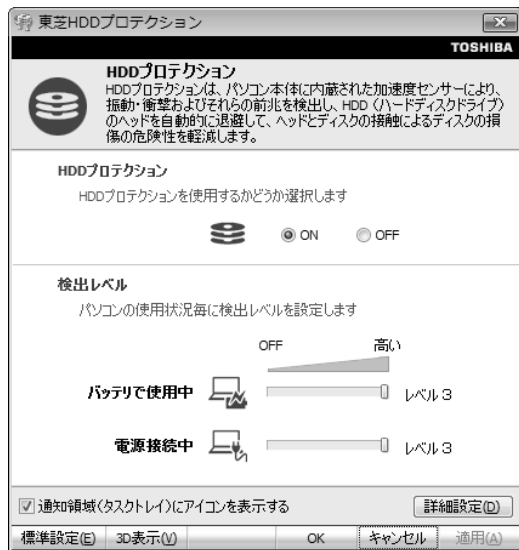 東芝HDDプロテクション
TOSHIBA
HDDプロテクション
HDDプロテクションは、パソコン本体に内蔵された加速度センサーにより、
振動・衝撃およびそれらの前兆を検出し、HDD（ハードディスクドライブ）
のヘッドを自動的に退避して、ヘッドとディスクの接触によるディスクの損
傷の危険性を軽減します。
HDDプロテクション
HDDプロテクションを使用するかどうか選択します
ON OFF
検出レベル
パソコンの使用状況毎に検出レベルを設定します
OFF 高い
バッテリで使用中 レベル 3
電源接続中 レベル 3
通知領域(タスクトレイ)にアイコンを表示する 詳細設定(D)
標準設定(E) 3D表示(V) OK キャンセル 適用(A)